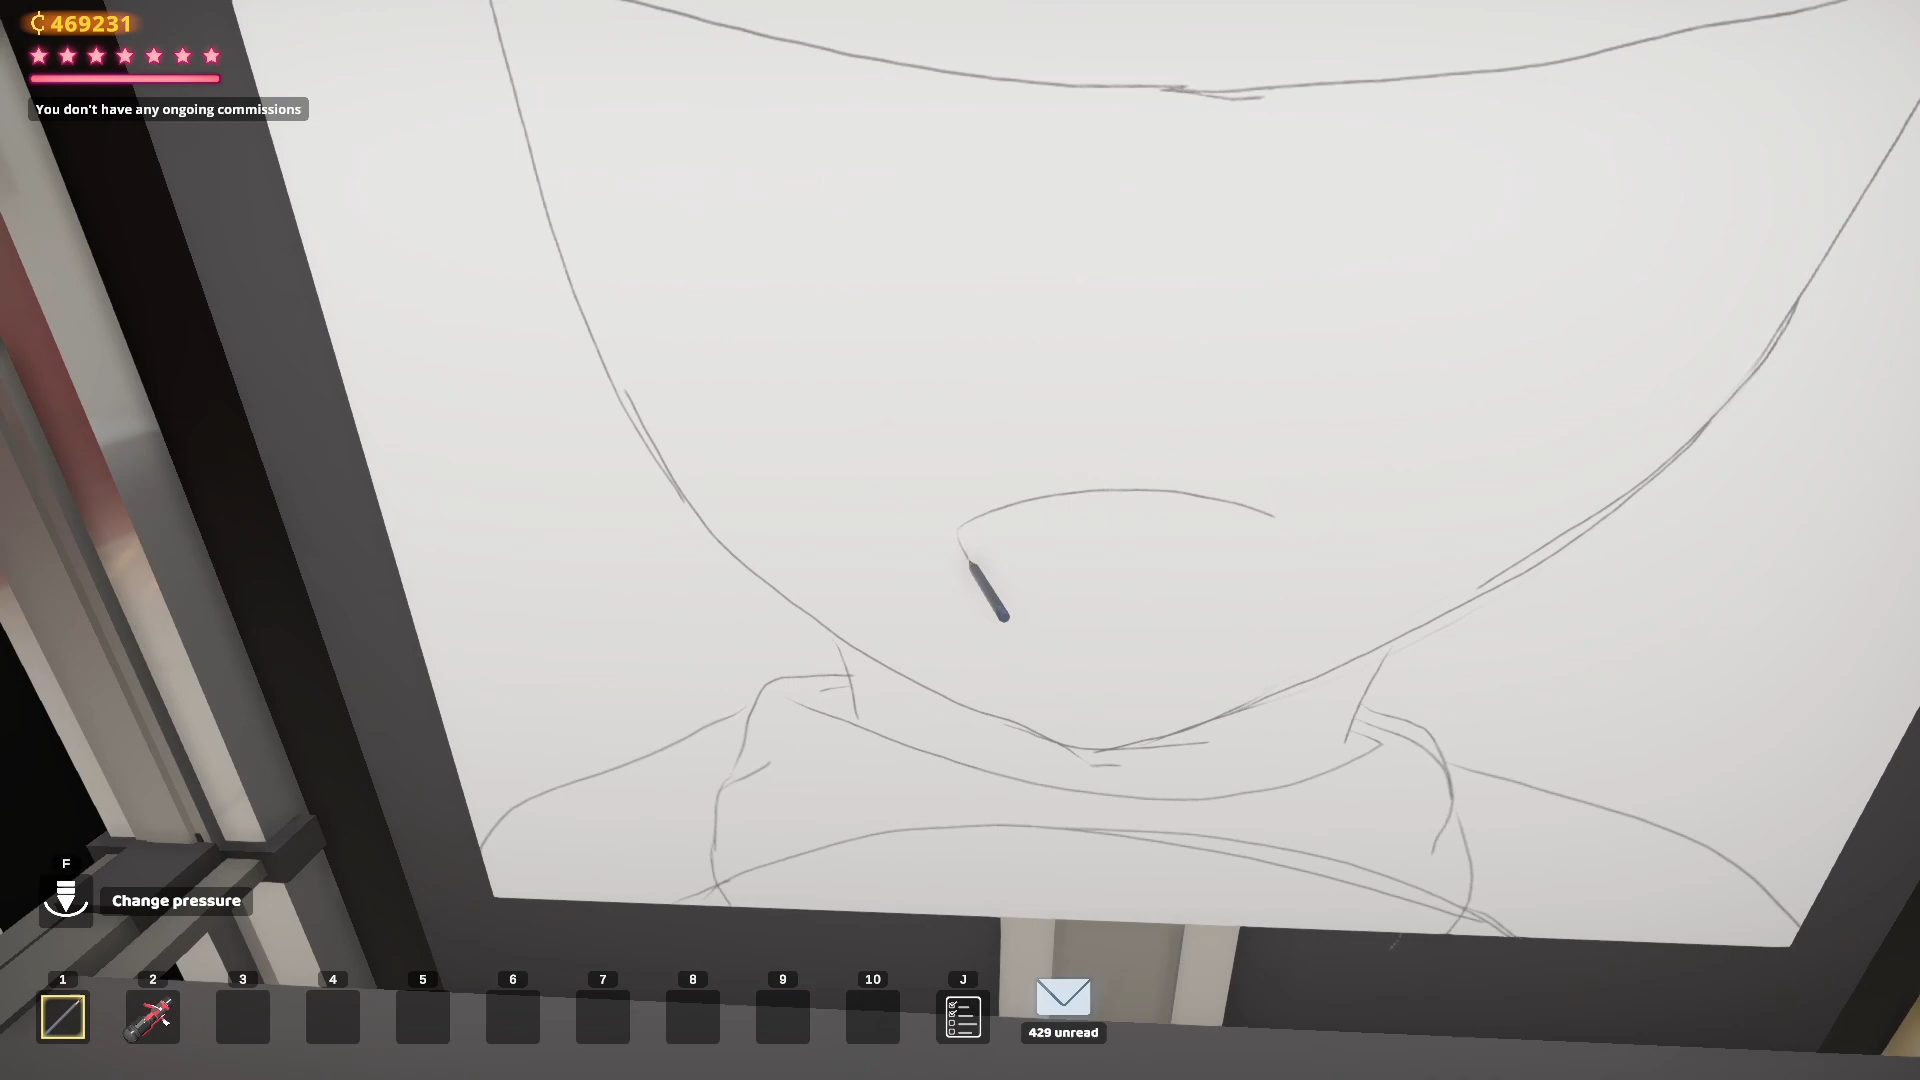 ₵ 469231
You don't have any ongoing commissions
F
Change pressure
1 2 3 4 5 6 7 8 9 10 J
429 unread